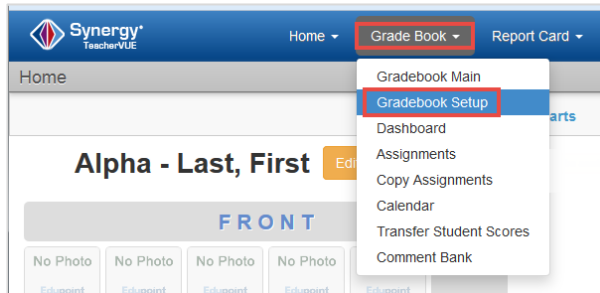 Synergy
TeacherVUE
Home
Grade Book
Report Card
Home
Gradebook Main
Gradebook Setup
Dashboard
Assignments
Copy Assignments
Calendar
Transfer Student Scores
Comment Bank
arts
Alpha - Last, First
Edi
FRONT
No Photo No Photo No Photo No Photo No Photo
Edupoint Edupoint Edupoint Edupoint Edupoint